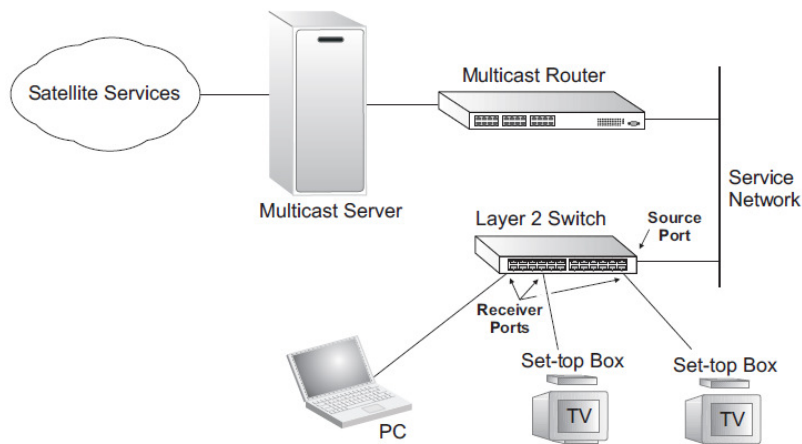 Satellite Services
Multicast Server
Multicast Router
Service
Network
Layer 2 Switch
Source
Port
Receiver
Ports
PC
Set-top Box
TV
Set-top Box
TV